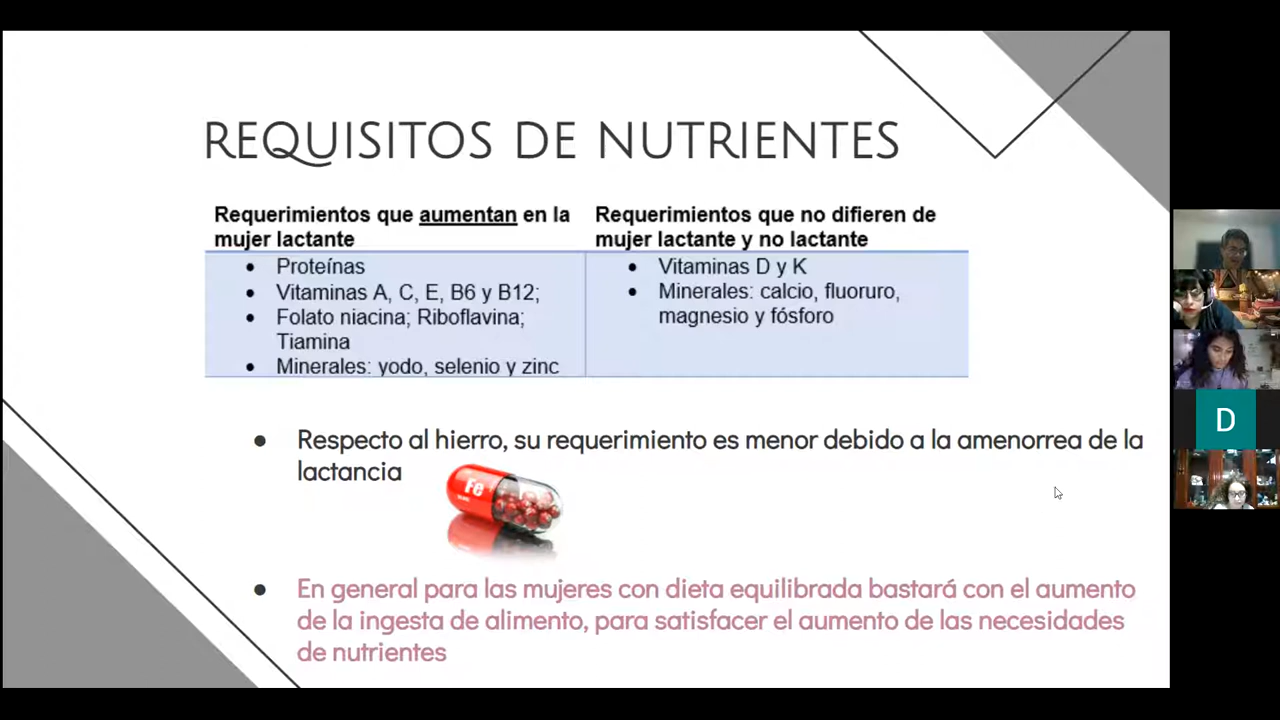 REQUISITOS DE NUTRIENTES
Requerimientos que aumentan en la
mujer lactante
Requerimientos que no difieren de
mujer lactante y no lactante
• Proteínas
• Vitaminas A, C, E, B6 y B12;
• Folato niacina; Riboflavina;
Tiamina
• Minerales: yodo, selenio y zinc
• Vitaminas D y K
• Minerales: calcio, fluoruro,
magnesio y fósforo
● Respecto al hierro, su requerimiento es menor debido a la amenorrea de la
lactancia
Fe
● En general para las mujeres con dieta equilibrada bastará con el aumento
de la ingesta de alimento, para satisfacer el aumento de las necesidades
de nutrientes
D